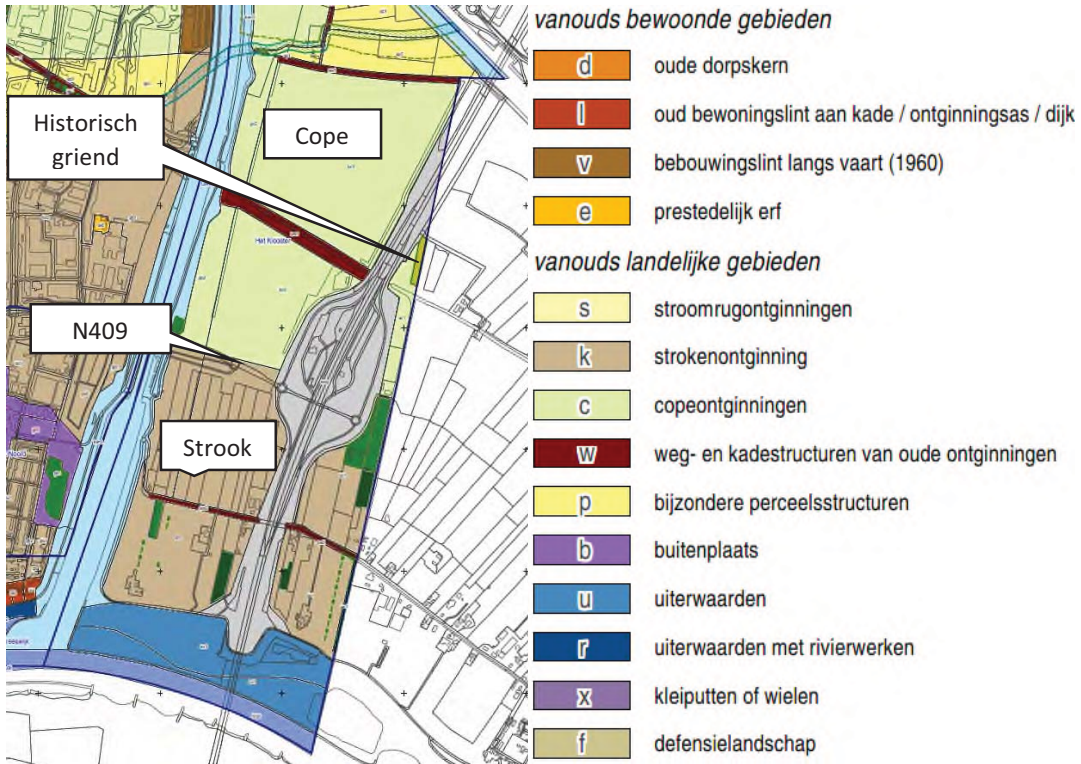 Historisch
griend
Cope
N409
Strook
Het Klooster
vanouds bewoonde gebieden
d oude dorpskern
l oud bewoningslint aan kade / ontginningsas / dijk
v bebouwingslint langs vaart (1960)
e prestedelijk erf
vanouds landelijke gebieden
s stroomrugontginningen
k strokenontginning
c copeontginningen
w weg- en kadestructuren van oude ontginningen
p bijzondere perceelsstructuren
b buitenplaats
u uiterwaarden
r uiterwaarden met rivierwerken
x kleiputten of wielen
f defensielandschap